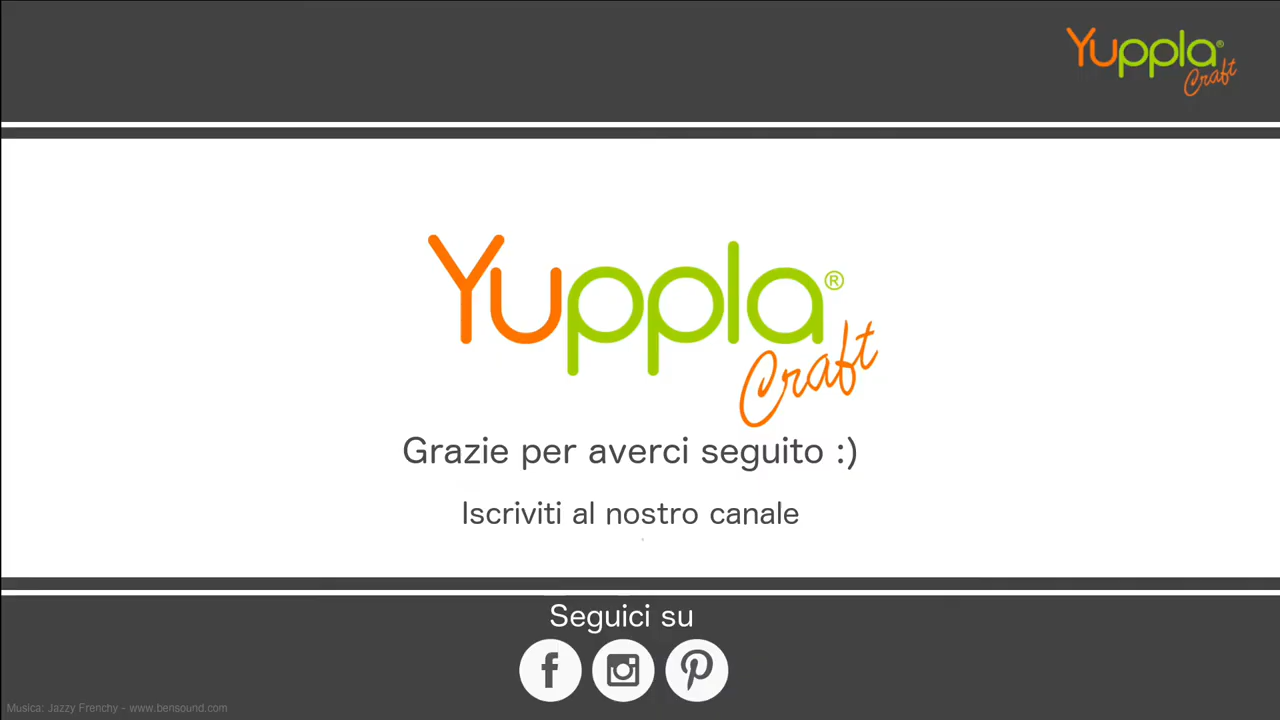 Yuppla®
Craft
Yuppla®
Craft
Grazie per averci seguito :)
Iscriviti al nostro canale
Seguici su
Musica: Jazzy Frenchy - www.bensound.com